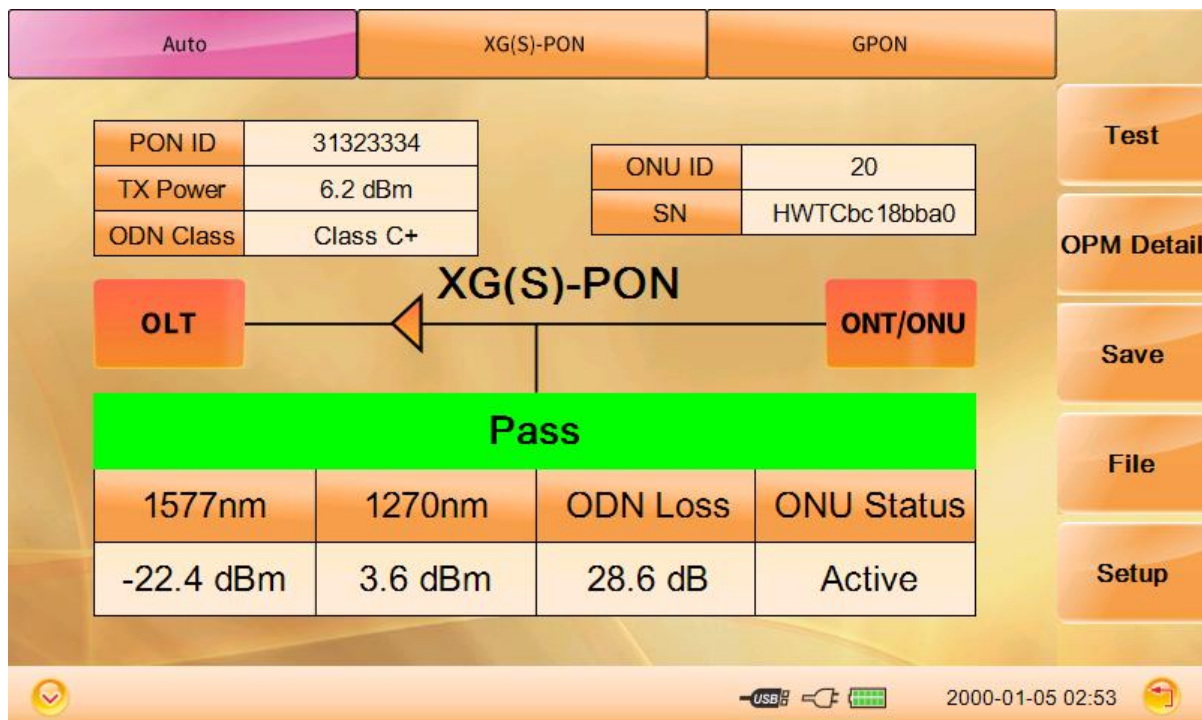 Auto XG(S)-PON GPON
PON ID 31323334
TX Power 6.2 dBm
ODN Class Class C+
ONU ID 20
SN HWTCbc18bba0
XG(S)-PON
OLT ONT/ONU
Pass
1577nm 1270nm ODN Loss ONU Status
-22.4 dBm 3.6 dBm 28.6 dB Active
Test
OPM Detail
Save
File
Setup
USB 2000-01-05 02:53